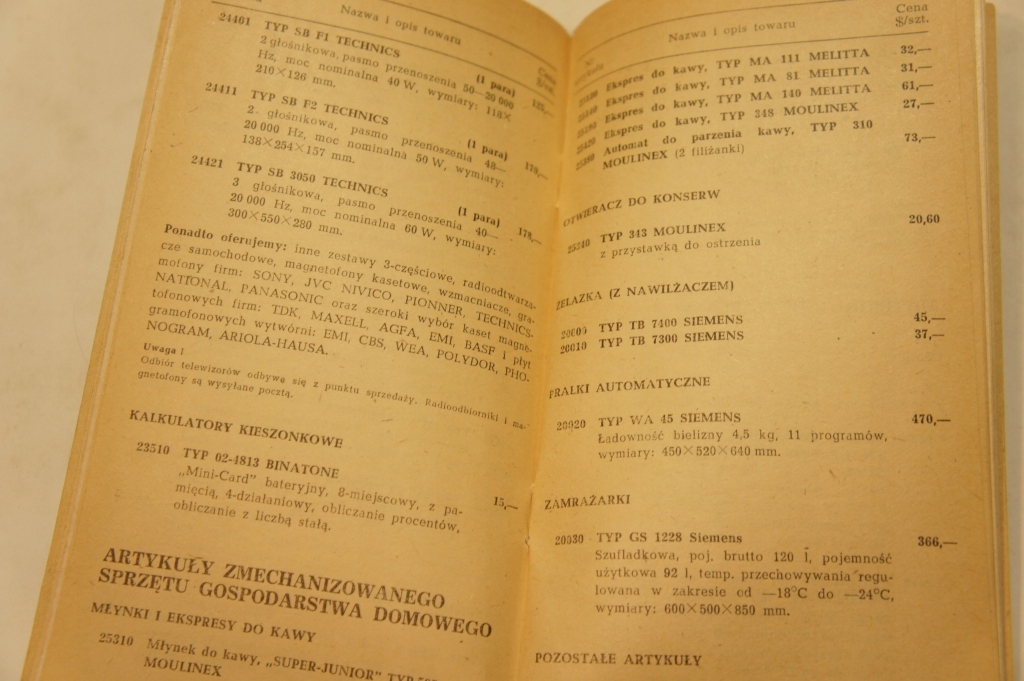 Nazwa i opis towaru
24401 TYP SB F1 TECHNICS (1 para)
2 głośnikowa, pasmo przenoszenia 50—20 000
Hz, moc nominalna 40 W, wymiary: 118×
210×126 mm.
24411 TYP SB F2 TECHNICS (1 para)
2 głośnikowa, pasmo przenoszenia 48— 170,—
20 000 Hz, moc nominalna 50 W, wymiary:
138×254×157 mm.
24421 TYP SB 3050 TECHNICS (1 para)
3 głośnikowa, pasmo przenoszenia 40— 178,—
20 000 Hz, moc nominalna 60 W, wymiary:
300×550×280 mm.
Ponadto oferujemy: inne zestawy 3-częściowe, radioodtwarza-
cze samochodowe, magnetofony kasetowe, wzmacniacze, gra-
mofony firm: SONY, JVC NIVICO, PIONNER, TECHNICS-
NATIONAL, PANASONIC oraz szeroki wybór kaset magne-
tofonowych firm: TDK, MAXELL, AGFA, EMI, BASF i płyt
gramofonowych wytwórni: EMI, CBS, WEA, POLYDOR, PHO-
NOGRAM, ARIOLA-HAUSA.
Uwaga !
Odbiór telewizorów odbywa się z punktu sprzedaży. Radioodbiorniki i ma-
gnetofony są wysyłane pocztą.
KALKULATORY KIESZONKOWE
23510 TYP 02-4813 BINATONE
„Mini-Card" bateryjny, 8-miejscowy, z pa- 15,—
mięcią, 4-działaniowy, obliczanie procentów,
obliczanie z liczbą stałą.
ARTYKUŁY ZMECHANIZOWANEGO
SPRZĘTU GOSPODARSTWA DOMOWEGO
MŁYNKI I EKSPRESY DO KAWY
25310 Młynek do kawy, „SUPER-JUNIOR" TYP
MOULINEX
Nazwa i opis towaru Cena
$/szt.
Ekspres do kawy, TYP MA 111 MELITTA 32,—
Ekspres do kawy, TYP MA 81 MELITTA 31,—
Ekspres do kawy, TYP MA 140 MELITTA 61,—
Ekspres do kawy, TYP 348 MOULINEX 27,—
Automat do parzenia kawy, TYP 310
MOULINEX (2 filiżanki) 73,—
OTWIERACZ DO KONSERW
25240 TYP 343 MOULINEX 20,60
z przystawką do ostrzenia
ŻELAZKA (Z NAWILŻACZEM)
20009 TYP TB 7400 SIEMENS 45,—
20010 TYP TB 7300 SIEMENS 37,—
PRALKI AUTOMATYCZNE
20020 TYP WA 45 SIEMENS 470,—
Ładowność bielizny 4,5 kg, 11 programów,
wymiary: 450×520×640 mm.
ZAMRAŻARKI
20030 TYP GS 1228 Siemens 366,—
Szufladkowa, poj. brutto 120 l, pojemność
użytkowa 92 l, temp. przechowywania regu-
lowana w zakresie od —18°C do —24°C,
wymiary: 600×500×850 mm.
POZOSTAŁE ARTYKUŁY